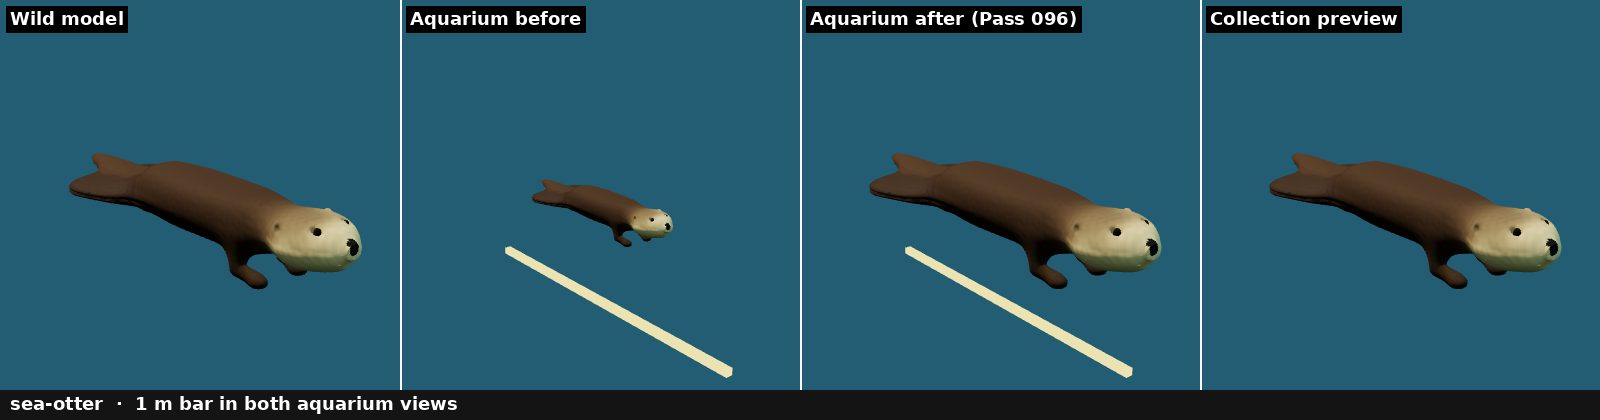 Wild model
Aquarium before
Aquarium after (Pass 096)
Collection preview
sea-otter · 1 m bar in both aquarium views